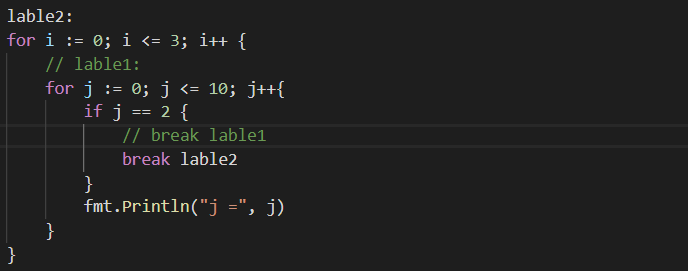 lable2:
for i := 0; i <= 3; i++ {
    // lable1:
    for j := 0; j <= 10; j++{
        if j == 2 {
            // break lable1
            break lable2
        }
        fmt.Println("j =", j)
    }
}